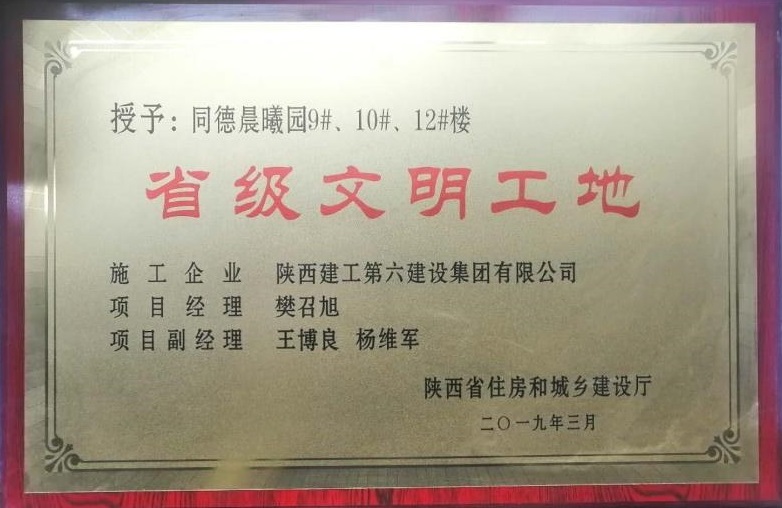 授予：同德晨曦园9#、10#、12#楼
省级文明工地
施工企业 陕西建工第六建设集团有限公司
项目经理 樊召旭
项目副经理 王博良 杨维军
陕西省住房和城乡建设厅
二〇一九年三月